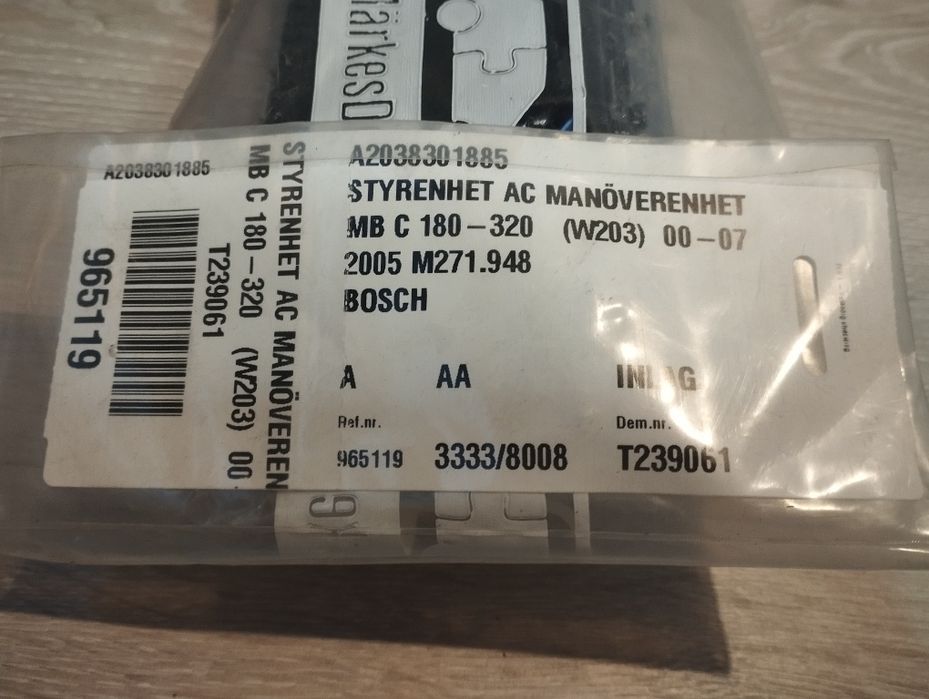 ärkesD
A2038301885
STYRENHET AC MANÖVERENHET
MB C 180-320 (W203) 00-07
2005 M271.948
BOSCH
A AA
Ref.nr. Dem.nr.
965119 3333/8008 T239061
A2038301885
965119
T239061
MB C 180-320 (W203) 00
STYRENHET AC MANÖVEREN